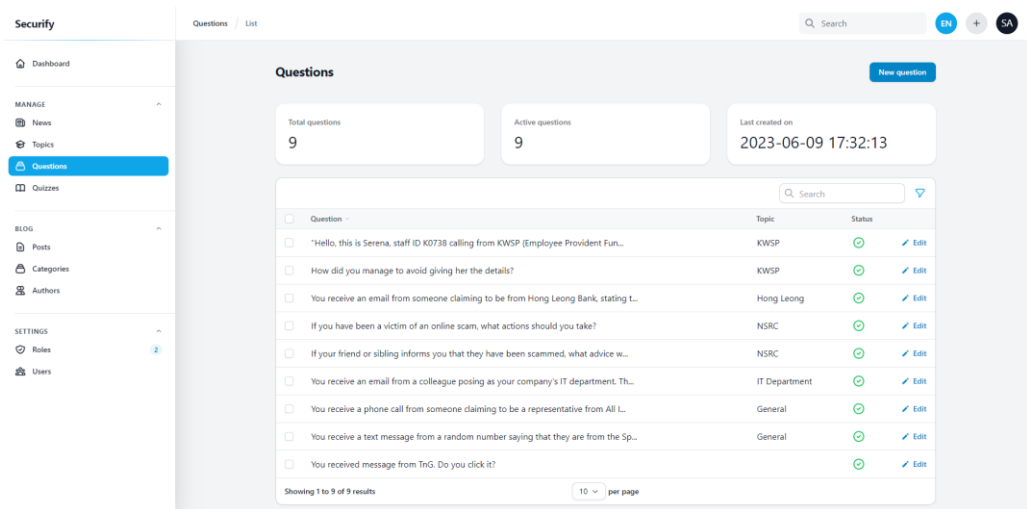 Securify
Questions / List
Search
EN + SA
Dashboard
MANAGE
News
Topics
Questions
Quizzes
BLOG
Posts
Categories
Authors
SETTINGS
Roles 2
Users
Questions
New question
Total questions
9
Active questions
9
Last created on
2023-06-09 17:32:13
Search
Question Topic Status
"Hello, this is Serena, staff ID K0738 calling from KWSP (Employee Provident Fun... KWSP Edit
How did you manage to avoid giving her the details? KWSP Edit
You receive an email from someone claiming to be from Hong Leong Bank, stating t... Hong Leong Edit
If you have been a victim of an online scam, what actions should you take? NSRC Edit
If your friend or sibling informs you that they have been scammed, what advice w... NSRC Edit
You receive an email from a colleague posing as your company's IT department. Th... IT Department Edit
You receive a phone call from someone claiming to be a representative from All I... General Edit
You receive a text message from a random number saying that they are from the Sp... General Edit
You received message from TnG. Do you click it? Edit
Showing 1 to 9 of 9 results 10 per page